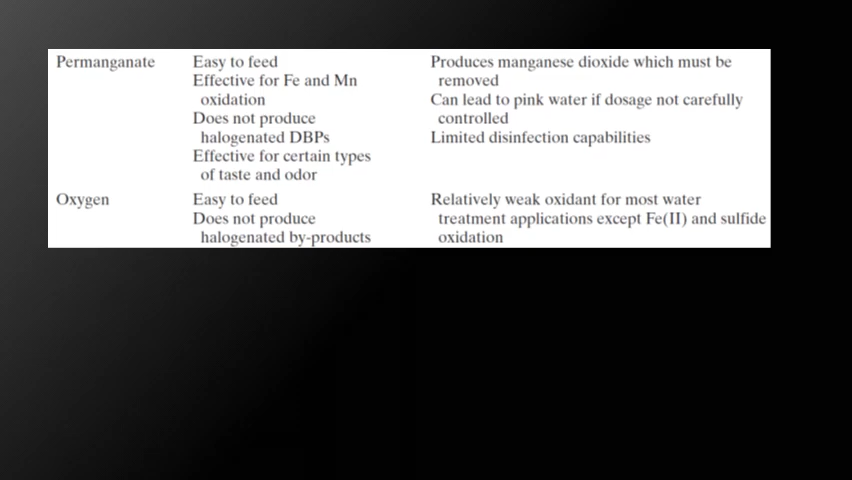 Permanganate Easy to feed Produces manganese dioxide which must be
Effective for Fe and Mn removed
oxidation Can lead to pink water if dosage not carefully
Does not produce controlled
halogenated DBPs Limited disinfection capabilities
Effective for certain types
of taste and odor
Oxygen Easy to feed Relatively weak oxidant for most water
Does not produce treatment applications except Fe(II) and sulfide
halogenated by-products oxidation